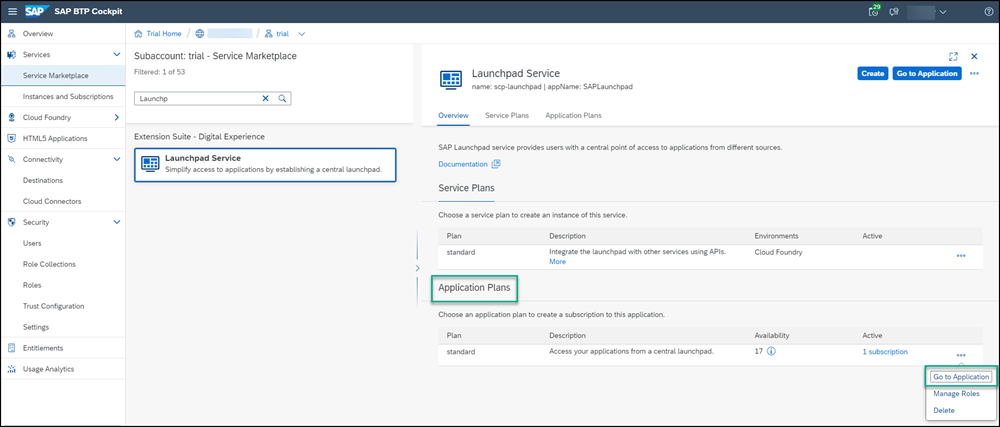 SAP BTP Cockpit
29
Overview
Services
Service Marketplace
Instances and Subscriptions
Cloud Foundry
HTML5 Applications
Connectivity
Destinations
Cloud Connectors
Security
Users
Role Collections
Roles
Trust Configuration
Settings
Entitlements
Usage Analytics
Trial Home / / trial
Subaccount: trial - Service Marketplace
Filtered: 1 of 53
Launchp
Extension Suite - Digital Experience
Launchpad Service
Simplify access to applications by establishing a central launchpad.
Launchpad Service
name: scp-launchpad | appName: SAPLaunchpad
Create Go to Application
Overview Service Plans Application Plans
SAP Launchpad service provides users with a central point of access to applications from different sources.
Documentation
Service Plans
Choose a service plan to create an instance of this service.
Plan Description Environments Active
standard Integrate the launchpad with other services using APIs. Cloud Foundry
More
Application Plans
Choose an application plan to create a subscription to this application.
Plan Description Availability Active
standard Access your applications from a central launchpad. 17 1 subscription
Go to Application
Manage Roles
Delete